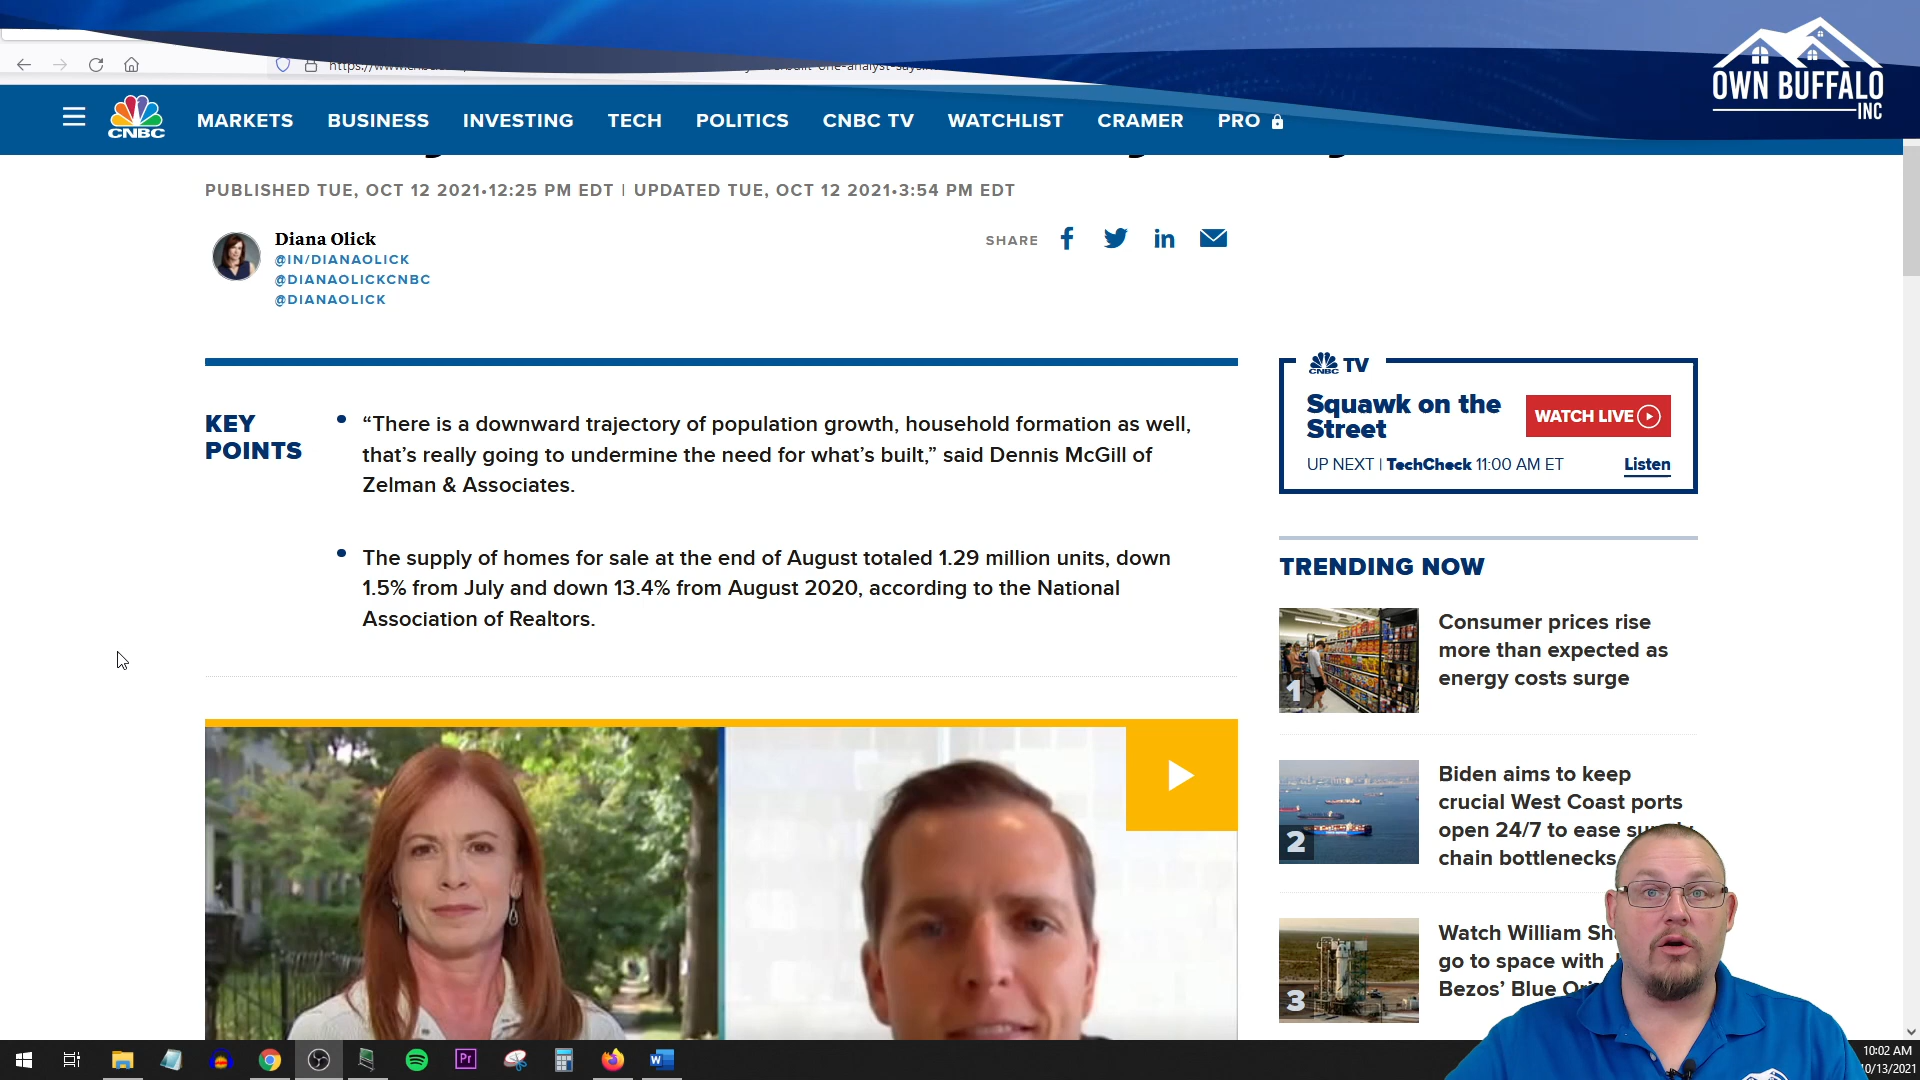 OWN BUFFALO
INC
CNBC
MARKETS
BUSINESS
INVESTING
TECH
POLITICS
CNBC TV
WATCHLIST
CRAMER
PRO
PUBLISHED TUE, OCT 12 2021•12:25 PM EDT | UPDATED TUE, OCT 12 2021•3:54 PM EDT
Diana Olick
@IN/DIANAOLICK
@DIANAOLICKCNBC
@DIANAOLICK
SHARE
KEY
POINTS
“There is a downward trajectory of population growth, household formation as well,
that’s really going to undermine the need for what’s built,” said Dennis McGill of
Zelman & Associates.
The supply of homes for sale at the end of August totaled 1.29 million units, down
1.5% from July and down 13.4% from August 2020, according to the National
Association of Realtors.
CNBC TV
Squawk on the
Street
WATCH LIVE
UP NEXT | TechCheck 11:00 AM ET
Listen
TRENDING NOW
1
Consumer prices rise
more than expected as
energy costs surge
2
Biden aims to keep
crucial West Coast ports
open 24/7 to ease
chain bottlenecks
3
Watch William
go to space with
Bezos’ Blue
Pr
W
10:02 AM
0/13/2021